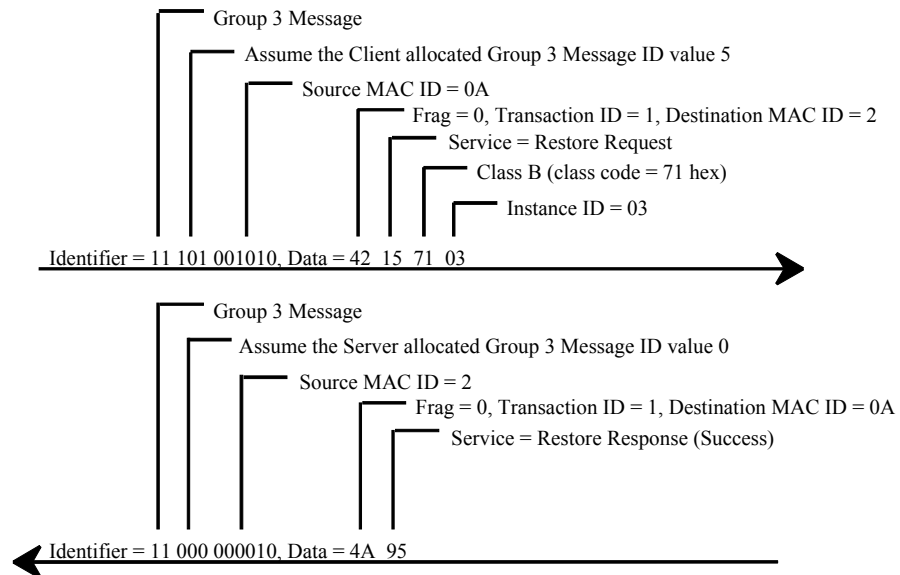 Group 3 Message
Assume the Client allocated Group 3 Message ID value 5
Source MAC ID = 0A
Frag = 0, Transaction ID = 1, Destination MAC ID = 2
Service = Restore Request
Class B (class code = 71 hex)
Instance ID = 03
Identifier = 11 101 001010, Data = 42 15 71 03
Group 3 Message
Assume the Server allocated Group 3 Message ID value 0
Source MAC ID = 2
Frag = 0, Transaction ID = 1, Destination MAC ID = 0A
Service = Restore Response (Success)
Identifier = 11 000 000010, Data = 4A 95